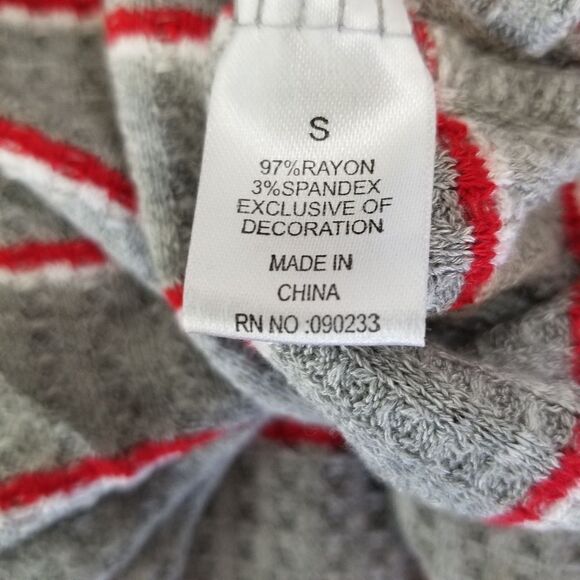 S
97%RAYON
3%SPANDEX
EXCLUSIVE OF
DECORATION
MADE IN
CHINA
RN NO :090233